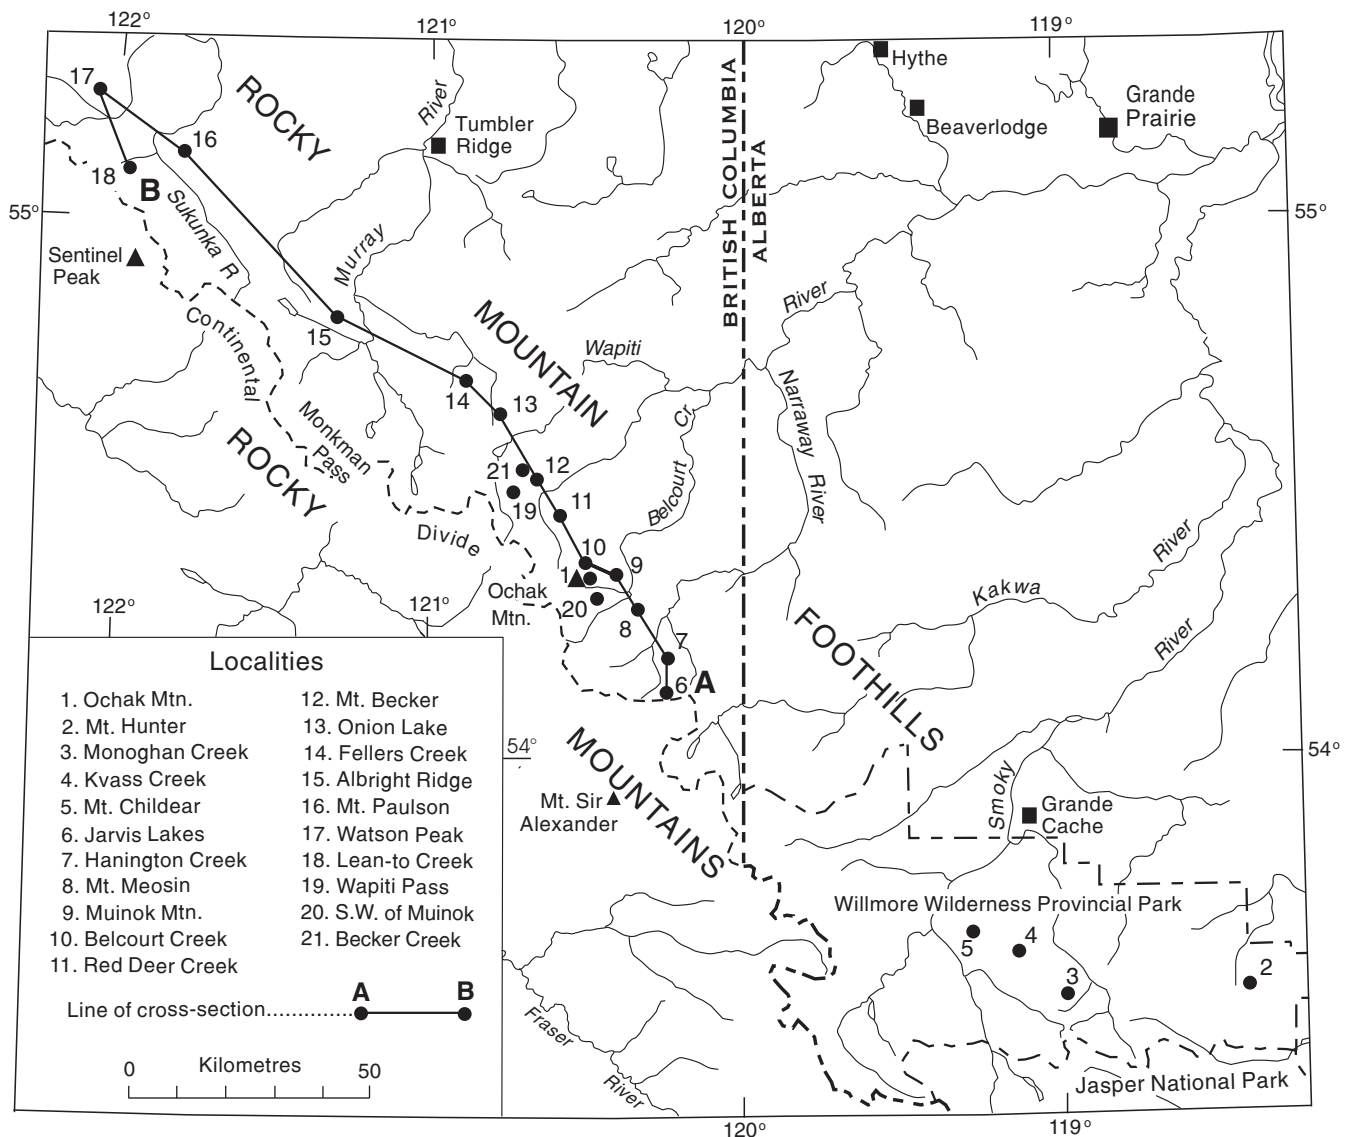 122°
121°
120°
119°
17
16
18
B
ROCKY
River
Tumbler
Ridge
BRITISH COLUMBIA
ALBERTA
Hythe
Beaverlodge
Grande
Prairie
55°
55°
Sentinel
Peak
Sukunka R
Murray
Continental
15
MOUNTAIN
Wapiti
River
14
13
Cr.
Narraway River
Monkman
Pass
ROCKY
21
12
19
11
Belcourt
Divide
10
9
1
Ochak
Mtn.
20
8
7
6
A
Kakwa
River
River
FOOTHILLS
122°
121°
54°
54°
MOUNTAINS
Mt. Sir
Alexander
Smoky
Grande
Cache
Willmore Wilderness Provincial Park
5
4
3
2
Fraser
River
Jasper National Park
120°
119°
Localities
1. Ochak Mtn.
2. Mt. Hunter
3. Monoghan Creek
4. Kvass Creek
5. Mt. Childear
6. Jarvis Lakes
7. Hanington Creek
8. Mt. Meosin
9. Muinok Mtn.
10. Belcourt Creek
11. Red Deer Creek
12. Mt. Becker
13. Onion Lake
14. Fellers Creek
15. Albright Ridge
16. Mt. Paulson
17. Watson Peak
18. Lean-to Creek
19. Wapiti Pass
20. S.W. of Muinok
21. Becker Creek
A B
Line of cross-section..............
Kilometres
0 50